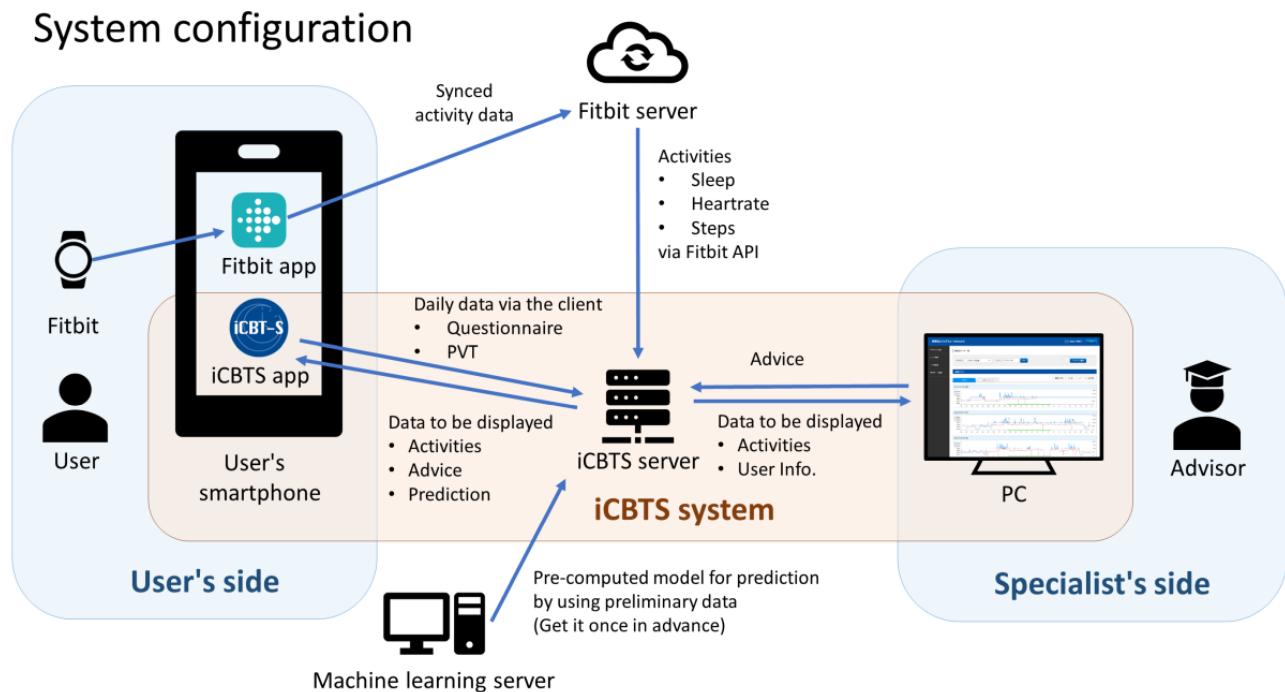 System configuration
Synced
activity data
Fitbit server
Activities
• Sleep
• Heartrate
• Steps
via Fitbit API
Fitbit app
Fitbit
iCBT-S
iCBTS app
User
User's
smartphone
User's side
Daily data via the client
• Questionnaire
• PVT
Data to be displayed
• Activities
• Advice
• Prediction
iCBTS server
iCBTS system
Advice
Data to be displayed
• Activities
• User Info.
PC
Advisor
Specialist's side
Pre-computed model for prediction
by using preliminary data
(Get it once in advance)
Machine learning server